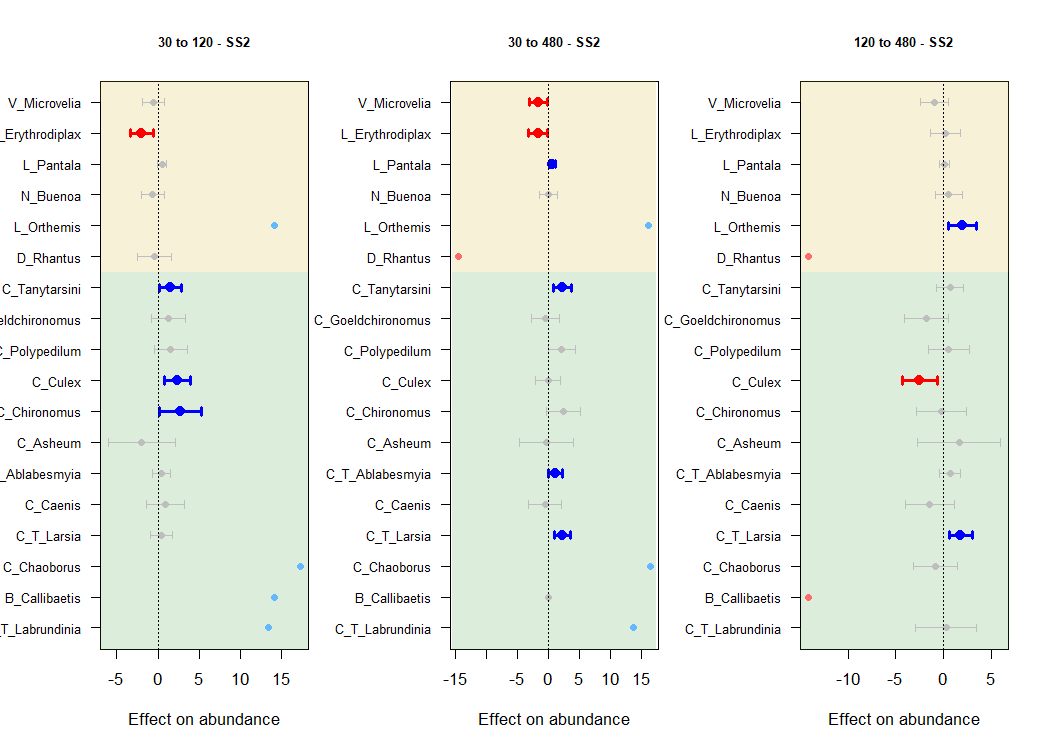 30 to 120 - SS2
V_Microvelia
_Erythrodiplax
L_Pantala
N_Buenoa
L_Orthemis
D_Rhantus
C_Tanytarsini
eldchironomus
C_Polypedilum
C_Culex
C_Chironomus
C_Asheum
_Ablabesmyia
C_Caenis
C_T_Larsia
C_Chaoborus
B_Callibaetis
_T_Labrundinia
-5 0 5 10 15
Effect on abundance
30 to 480 - SS2
V_Microvelia
L_Erythrodiplax
L_Pantala
N_Buenoa
L_Orthemis
D_Rhantus
C_Tanytarsini
C_Goeldchironomus
C_Polypedilum
C_Culex
C_Chironomus
C_Asheum
C_T_Ablabesmyia
C_Caenis
C_T_Larsia
C_Chaoborus
B_Callibaetis
C_T_Labrundinia
-15 -5 0 5 10 15
Effect on abundance
120 to 480 - SS2
V_Microvelia
L_Erythrodiplax
L_Pantala
N_Buenoa
L_Orthemis
D_Rhantus
C_Tanytarsini
C_Goeldchironomus
C_Polypedilum
C_Culex
C_Chironomus
C_Asheum
C_T_Ablabesmyia
C_Caenis
C_T_Larsia
C_Chaoborus
B_Callibaetis
C_T_Labrundinia
-10 -5 0 5
Effect on abundance